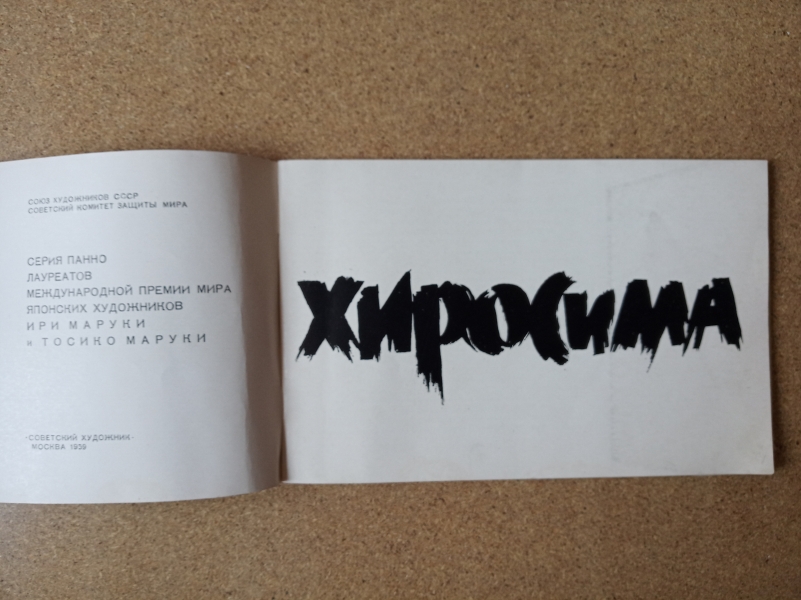 СОЮЗ ХУДОЖНИКОВ СССР
СОВЕТСКИЙ КОМИТЕТ ЗАЩИТЫ МИРА
СЕРИЯ ПАННО
ЛАУРЕАТОВ
МЕЖДУНАРОДНОЙ ПРЕМИИ МИРА
ЯПОНСКИХ ХУДОЖНИКОВ
ИРИ МАРУКИ
и ТОСИКО МАРУКИ
«СОВЕТСКИЙ ХУДОЖНИК»
МОСКВА 1959
ХИРОСИМА